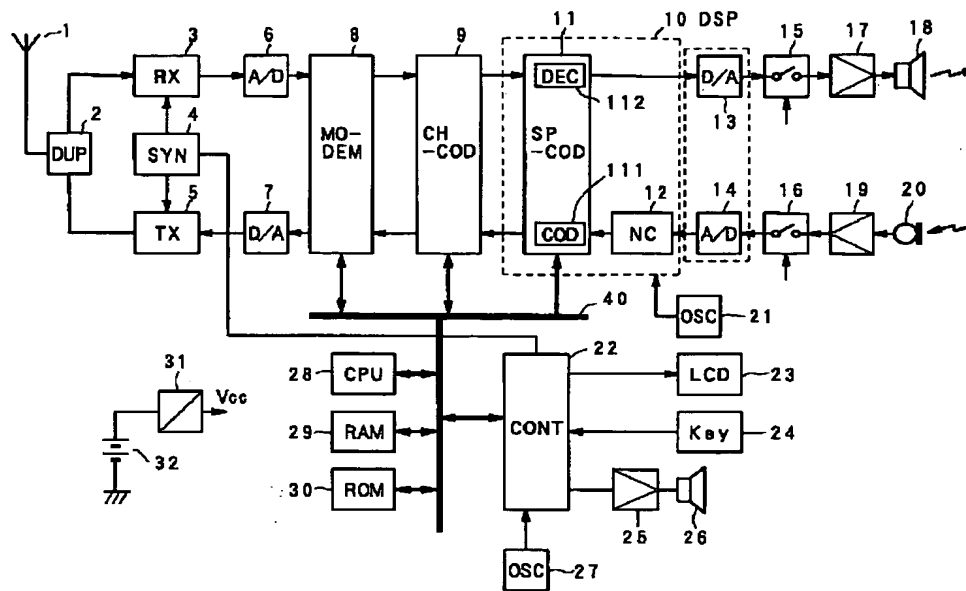 10 DSP
1
3
6
8
9
11
15
17
18
RX
A/D
DEC
D/A
112
13
2
4
MO-
DEM
CH
-COD
SP
-COD
DUP
SYN
5
7
111
12
14
16
19
20
TX
D/A
COD
NC
A/D
40
OSC
21
22
28
CPU
LCD
23
31
Vcc
29
RAM
CONT
Key
24
32
30
ROM
25
26
OSC
27